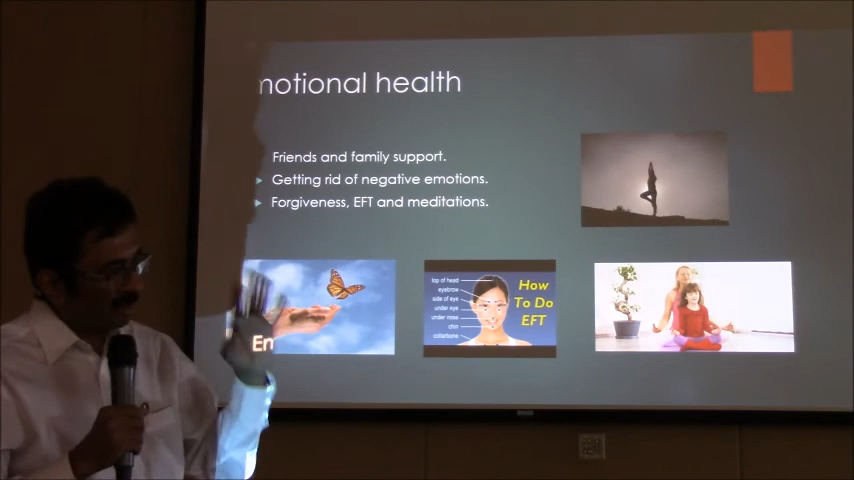 motional health
Friends and family support.
Getting rid of negative emotions.
Forgiveness, EFT and meditations.
En
top of head
eyebrow
side of eye
under eye
under nose
chin
collarbone
How
To Do
EFT